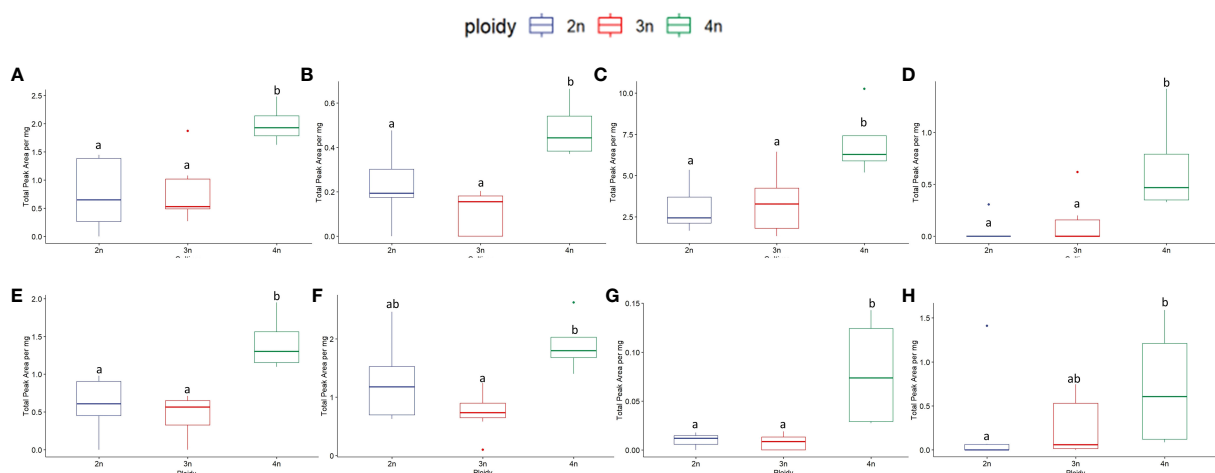 ploidy 2n 3n 4n
A
2.5
2.0
1.5
1.0
0.5
0.0
Total Peak Area per mg
a
a
b
2n 3n 4n
B
0.6
0.4
0.2
0.0
Total Peak Area per mg
a
a
b
2n 3n 4n
C
10.0
7.5
5.0
2.5
Total Peak Area per mg
a
a
b
2n 3n 4n
D
1.0
0.5
0.0
Total Peak Area per mg
a
a
b
2n 3n 4n
E
2.0
1.5
1.0
0.5
0.0
Total Peak Area per mg
a
a
b
2n 3n 4n
Ploidy
F
2
1
0
Total Peak Area per mg
ab
a
b
2n 3n 4n
Ploidy
G
0.15
0.10
0.05
0.00
Total Peak Area per mg
a
a
b
2n 3n 4n
Ploidy
H
1.5
1.0
0.5
0.0
Total Peak Area per mg
a
ab
b
2n 3n 4n
Ploidy